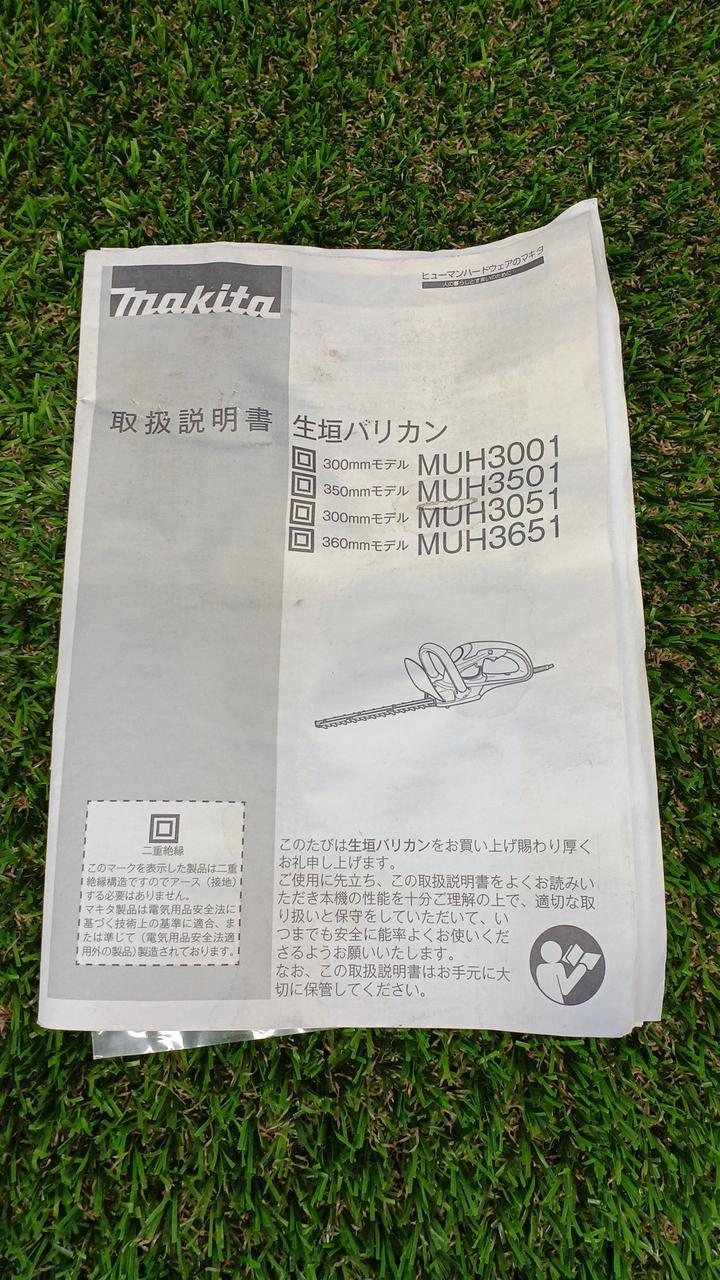 makita
ヒューマンハードウェアのマキタ
人の暮らしとすまいのために
取扱説明書
生垣バリカン
300mmモデル MUH3001
350mmモデル MUH3501
300mmモデル MUH3051
360mmモデル MUH3651
二重絶縁
このマークを表示した製品は二重
絶縁構造ですのでアース（接地）
する必要はありません。
マキタ製品は電気用品安全法に
基づく技術上の基準に適合、ま
たは準じて（電気用品安全法適
用外の製品）製造されております。
このたびは生垣バリカンをお買い上げ賜わり厚く
お礼申し上げます。
ご使用に先立ち、この取扱説明書をよくお読みい
ただき本機の性能を十分ご理解の上で、適切な取
り扱いと保守をしていただいて、い
つまでも安全に能率よくお使いくだ
さるようお願いいたします。
なお、この取扱説明書はお手元に大
切に保管してください。